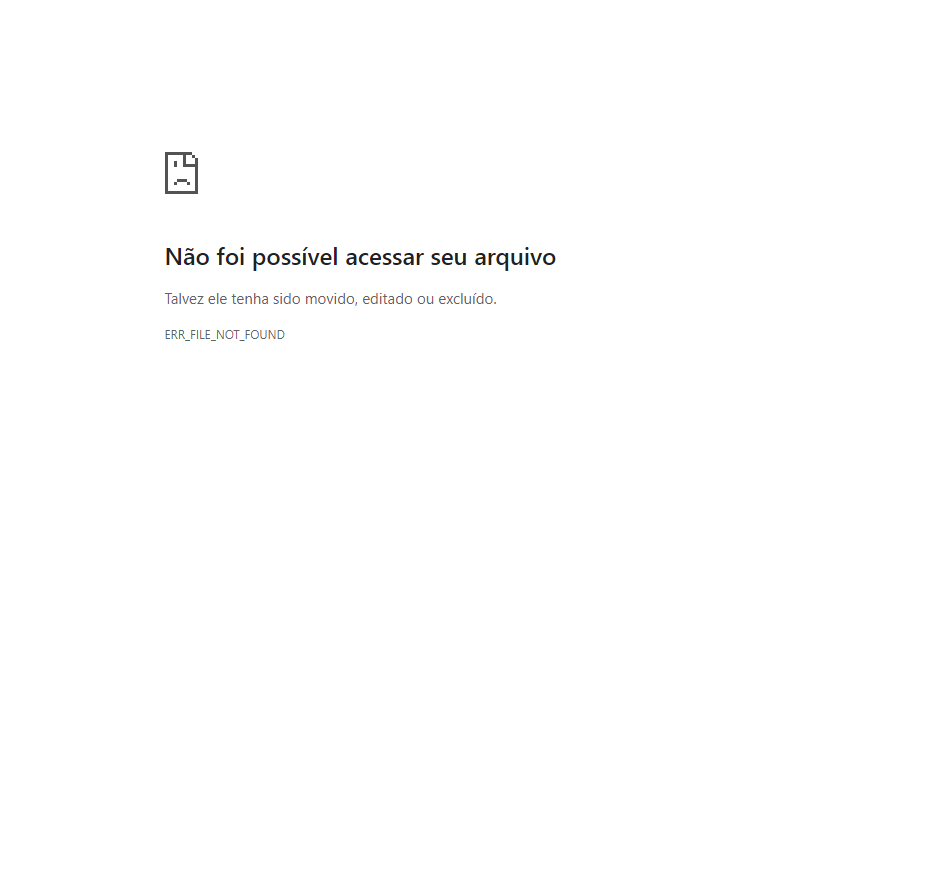 Não foi possível acessar seu arquivo
Talvez ele tenha sido movido, editado ou excluído.
ERR_FILE_NOT_FOUND